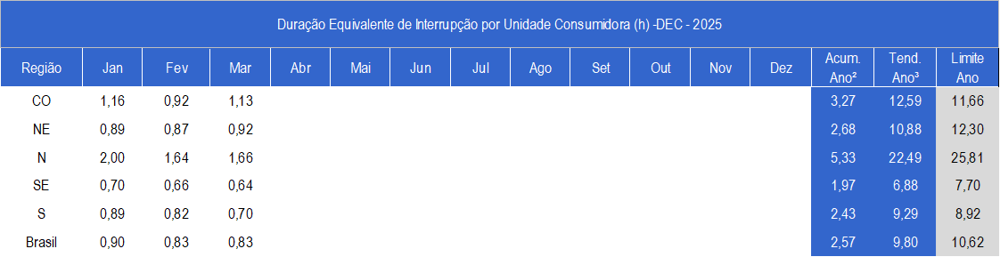 Duração Equivalente de Interrupção por Unidade Consumidora (h) -DEC - 2025
Região Jan Fev Mar Abr Mai Jun Jul Ago Set Out Nov Dez Acum. Ano² Tend. Ano³ Limite Ano
CO 1,16 0,92 1,13 3,27 12,59 11,66
NE 0,89 0,87 0,92 2,68 10,88 12,30
N 2,00 1,64 1,66 5,33 22,49 25,81
SE 0,70 0,66 0,64 1,97 6,88 7,70
S 0,89 0,82 0,70 2,43 9,29 8,92
Brasil 0,90 0,83 0,83 2,57 9,80 10,62